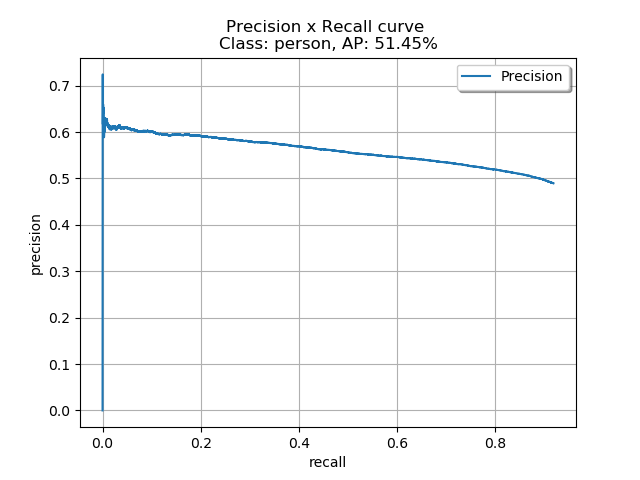 Precision x Recall curve
Class: person, AP: 51.45%
Precision
0.7
0.6
0.5
0.4
0.3
0.2
0.1
0.0
precision
0.0 0.2 0.4 0.6 0.8
recall